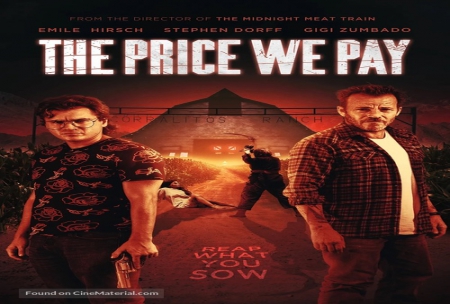 FROM THE DIRECTOR OF THE MIDNIGHT MEAT TRAIN
EMILE HIRSCH STEPHEN DORFF GIGI ZUMBADO
THE PRICE WE PAY
RANCH
REAP
WHAT YOU
SOW
Found on CineMaterial.com